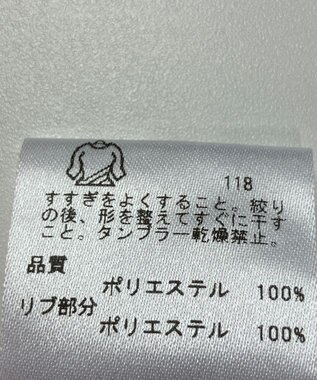 118
すすぎをよくすること。絞り
の後、形を整えてすぐに干す
こと。タンブラー乾燥禁止。
品質
ポリエステル 100%
リブ部分
ポリエステル 100%